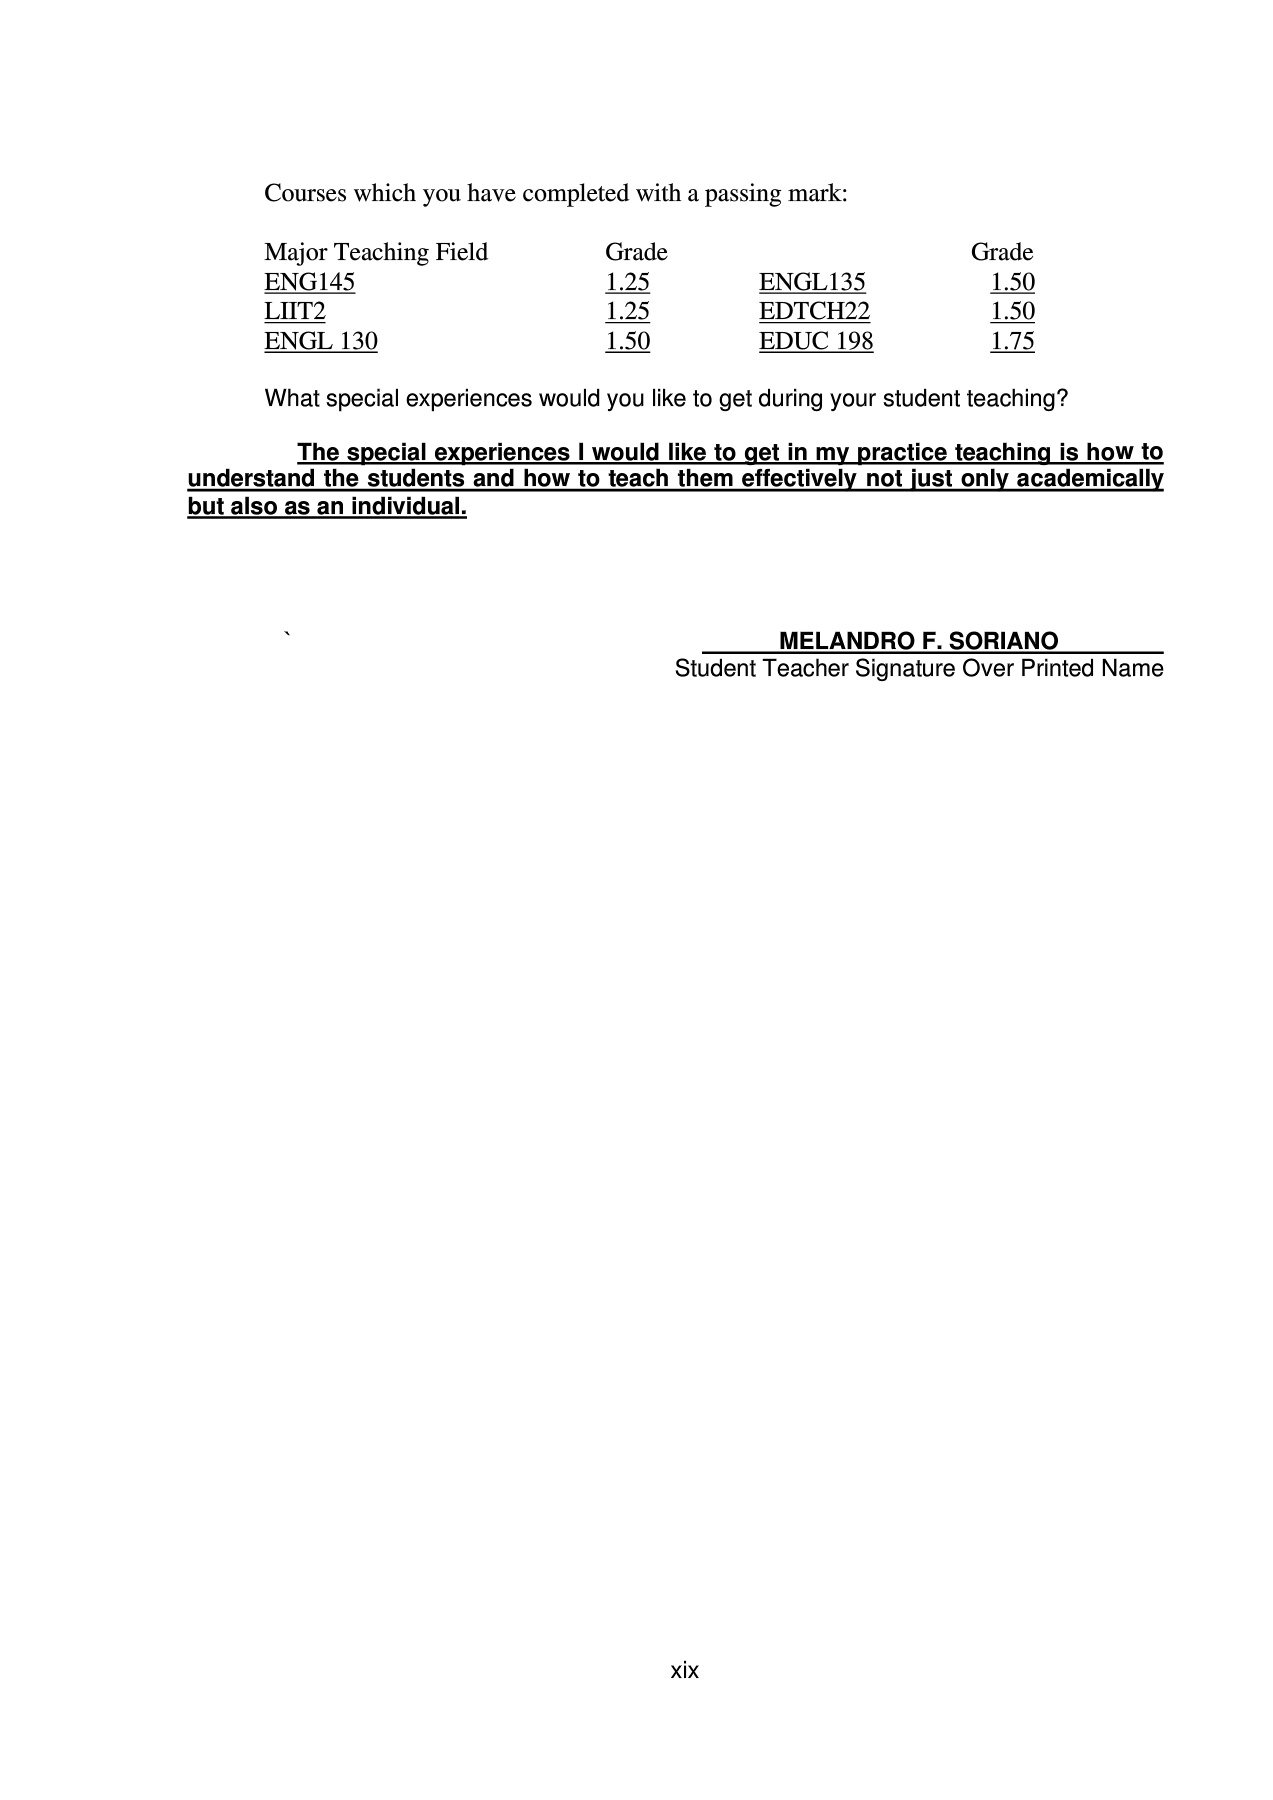 Courses which you have completed with a passing mark:
Major Teaching Field Grade Grade
ENG145 1.25 ENGL135 1.50
LIIT2 1.25 EDTCH22 1.50
ENGL 130 1.50 EDUC 198 1.75
What special experiences would you like to get during your student teaching?
The special experiences I would like to get in my practice teaching is how to
understand the students and how to teach them effectively not just only academically
but also as an individual.
` MELANDRO F. SORIANO
Student Teacher Signature Over Printed Name
xix